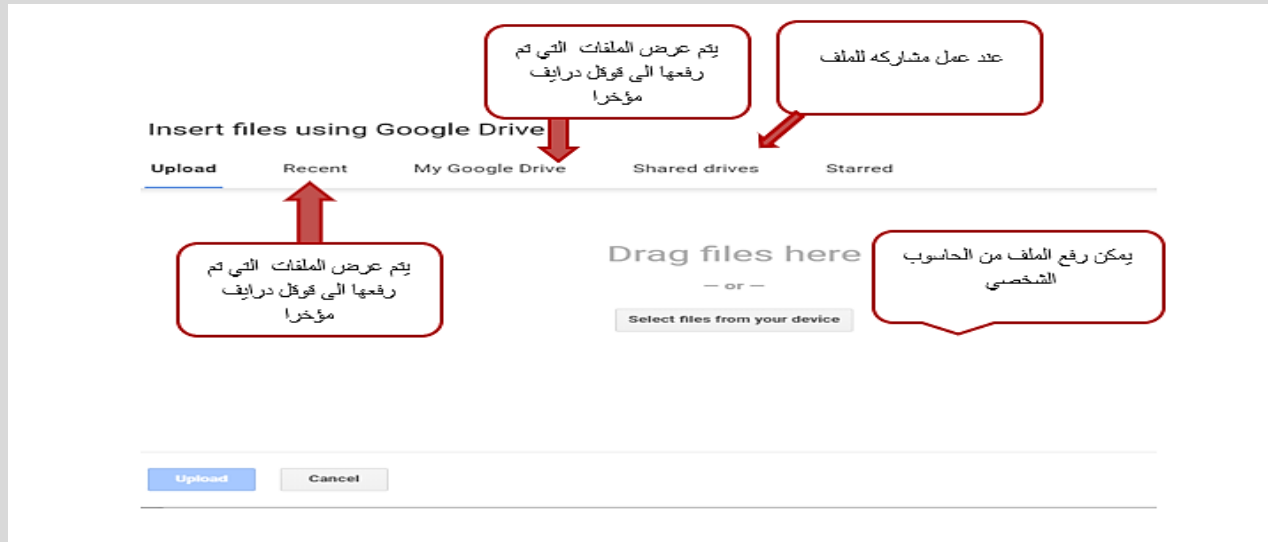 يتم عرض الملفات التي تم
رفعها الى قوقل درايف
مؤخرا
عند عمل مشاركه للملف
Insert files using Google Drive
Upload Recent My Google Drive Shared drives Starred
يتم عرض الملفات التي تم
رفعها الى قوقل درايف
مؤخرا
Drag files here
— or —
Select files from your device
يمكن رفع الملف من الحاسوب
الشخصي
Upload Cancel